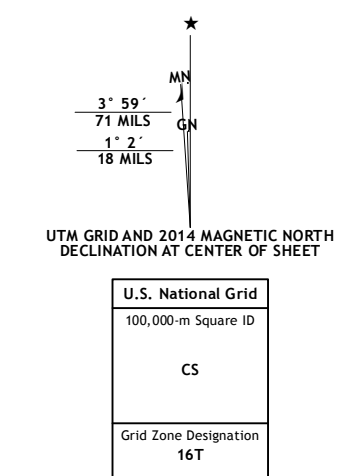 MN
3° 59´
71 MILS
GN
1° 2´
18 MILS
UTM GRID AND 2014 MAGNETIC NORTH
DECLINATION AT CENTER OF SHEET
U.S. National Grid
100,000-m Square ID
CS
Grid Zone Designation
16T